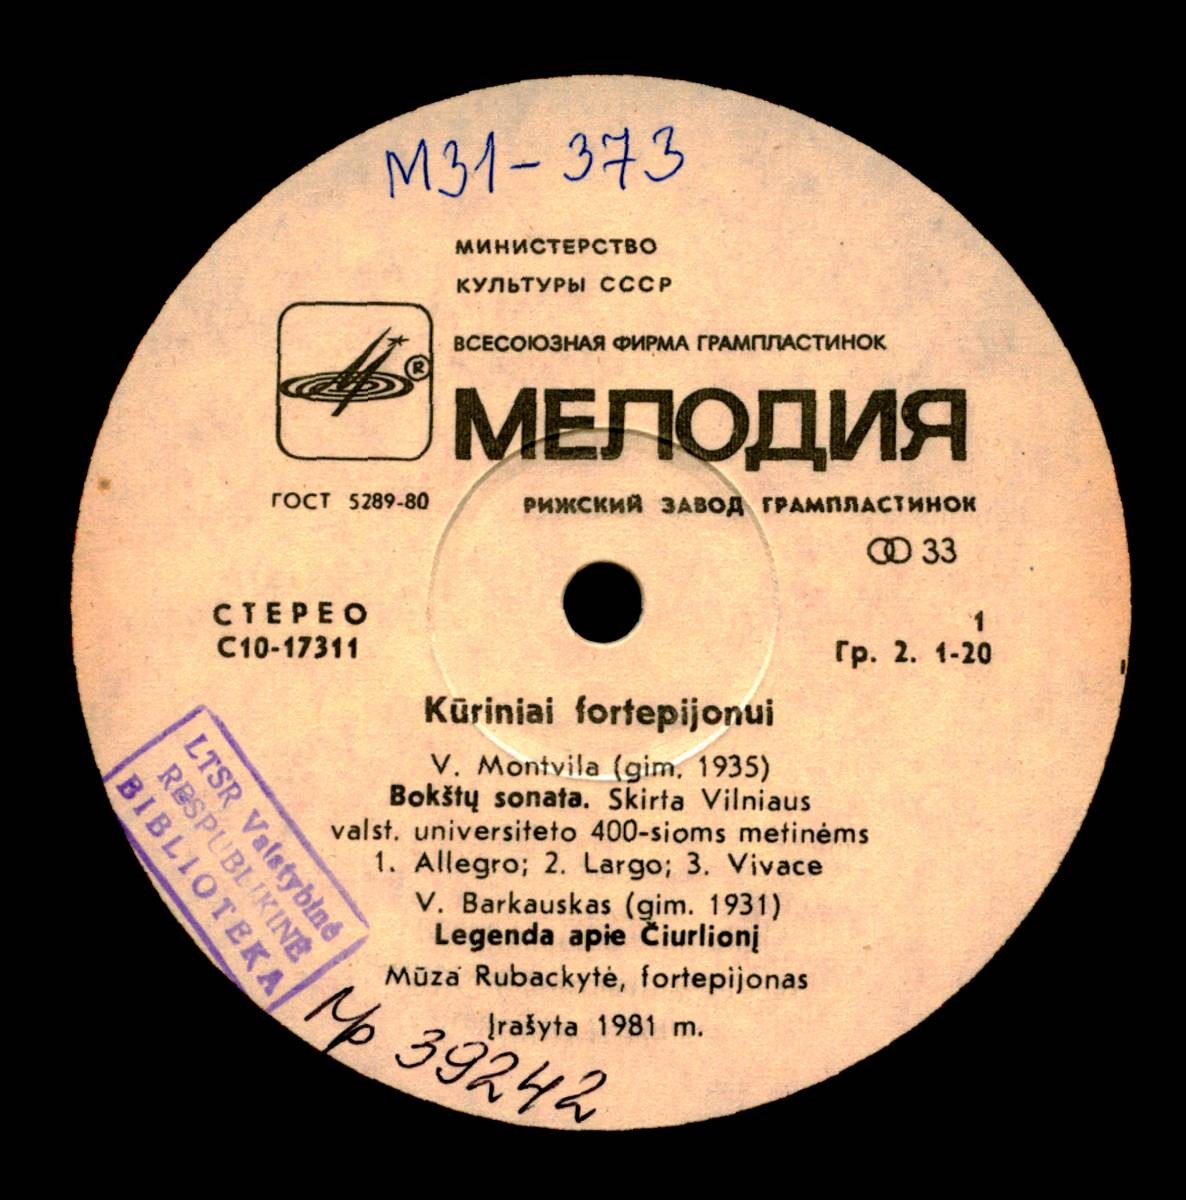 М31-373
МИНИСТЕРСТВО
КУЛЬТУРЫ СССР
ВСЕСОЮЗНАЯ ФИРМА ГРАМПЛАСТИНОК
®
МЕЛОДИЯ
ГОСТ 5289-80
РИЖСКИЙ ЗАВОД ГРАМПЛАСТИНОК
33
СТЕРЕО
С10-17311
1
Гр. 2. 1-20
Kūriniai fortepijonui
V. Montvila (gim. 1935)
Bokštų sonata. Skirta Vilniaus
valst. universiteto 400-sioms metinėms
1. Allegro; 2. Largo; 3. Vivace
V. Barkauskas (gim. 1931)
Legenda apie Čiurlionį
Mūza Rubackytė, fortepijonas
Įrašyta 1981 m.
LTSR Valstybinė
RESPUBLIKINĖ
BIBLIOTEKA
Mp 39242